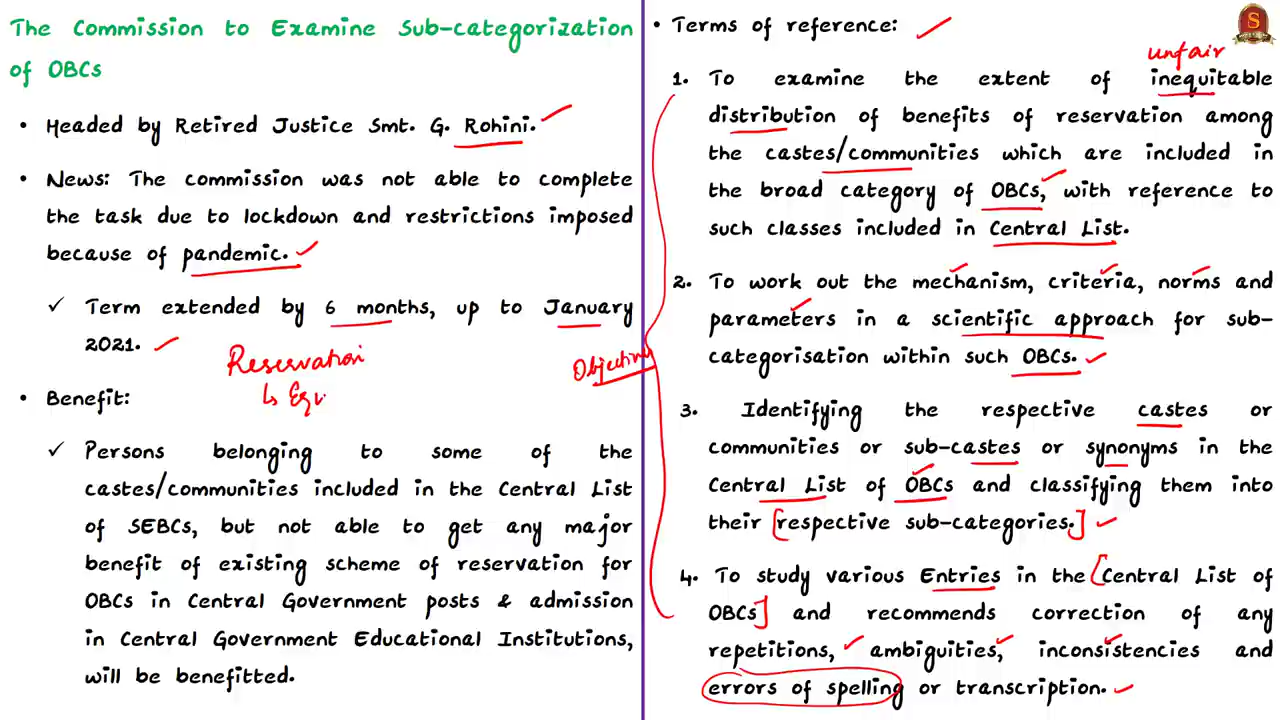 The Commission to Examine Sub-categorization
of OBCs
• Headed by Retired Justice Smt. G. Rohini.
• News: The commission was not able to complete
the task due to lockdown and restrictions imposed
because of pandemic.
✓ Term extended by 6 months, up to January
2021.
Reservation
↳ Eqi
• Benefit:
✓ Persons belonging to some of the
castes/communities included in the Central List
of SEBCs, but not able to get any major
benefit of existing scheme of reservation for
OBCs in Central Government posts & admission
in Central Government Educational Institutions,
will be benefitted.
Objectives
• Terms of reference:
unfair
1. To examine the extent of inequitable
distribution of benefits of reservation among
the castes/communities which are included in
the broad category of OBCs, with reference to
such classes included in Central List.
2. To work out the mechanism, criteria, norms and
parameters in a scientific approach for sub-
categorisation within such OBCs.
3. Identifying the respective castes or
communities or sub-castes or synonyms in the
Central List of OBCs and classifying them into
their [respective sub-categories.]
4. To study various Entries in the [Central List of
OBCs] and recommends correction of any
repetitions, ambiguities, inconsistencies and
errors of spelling or transcription.
S